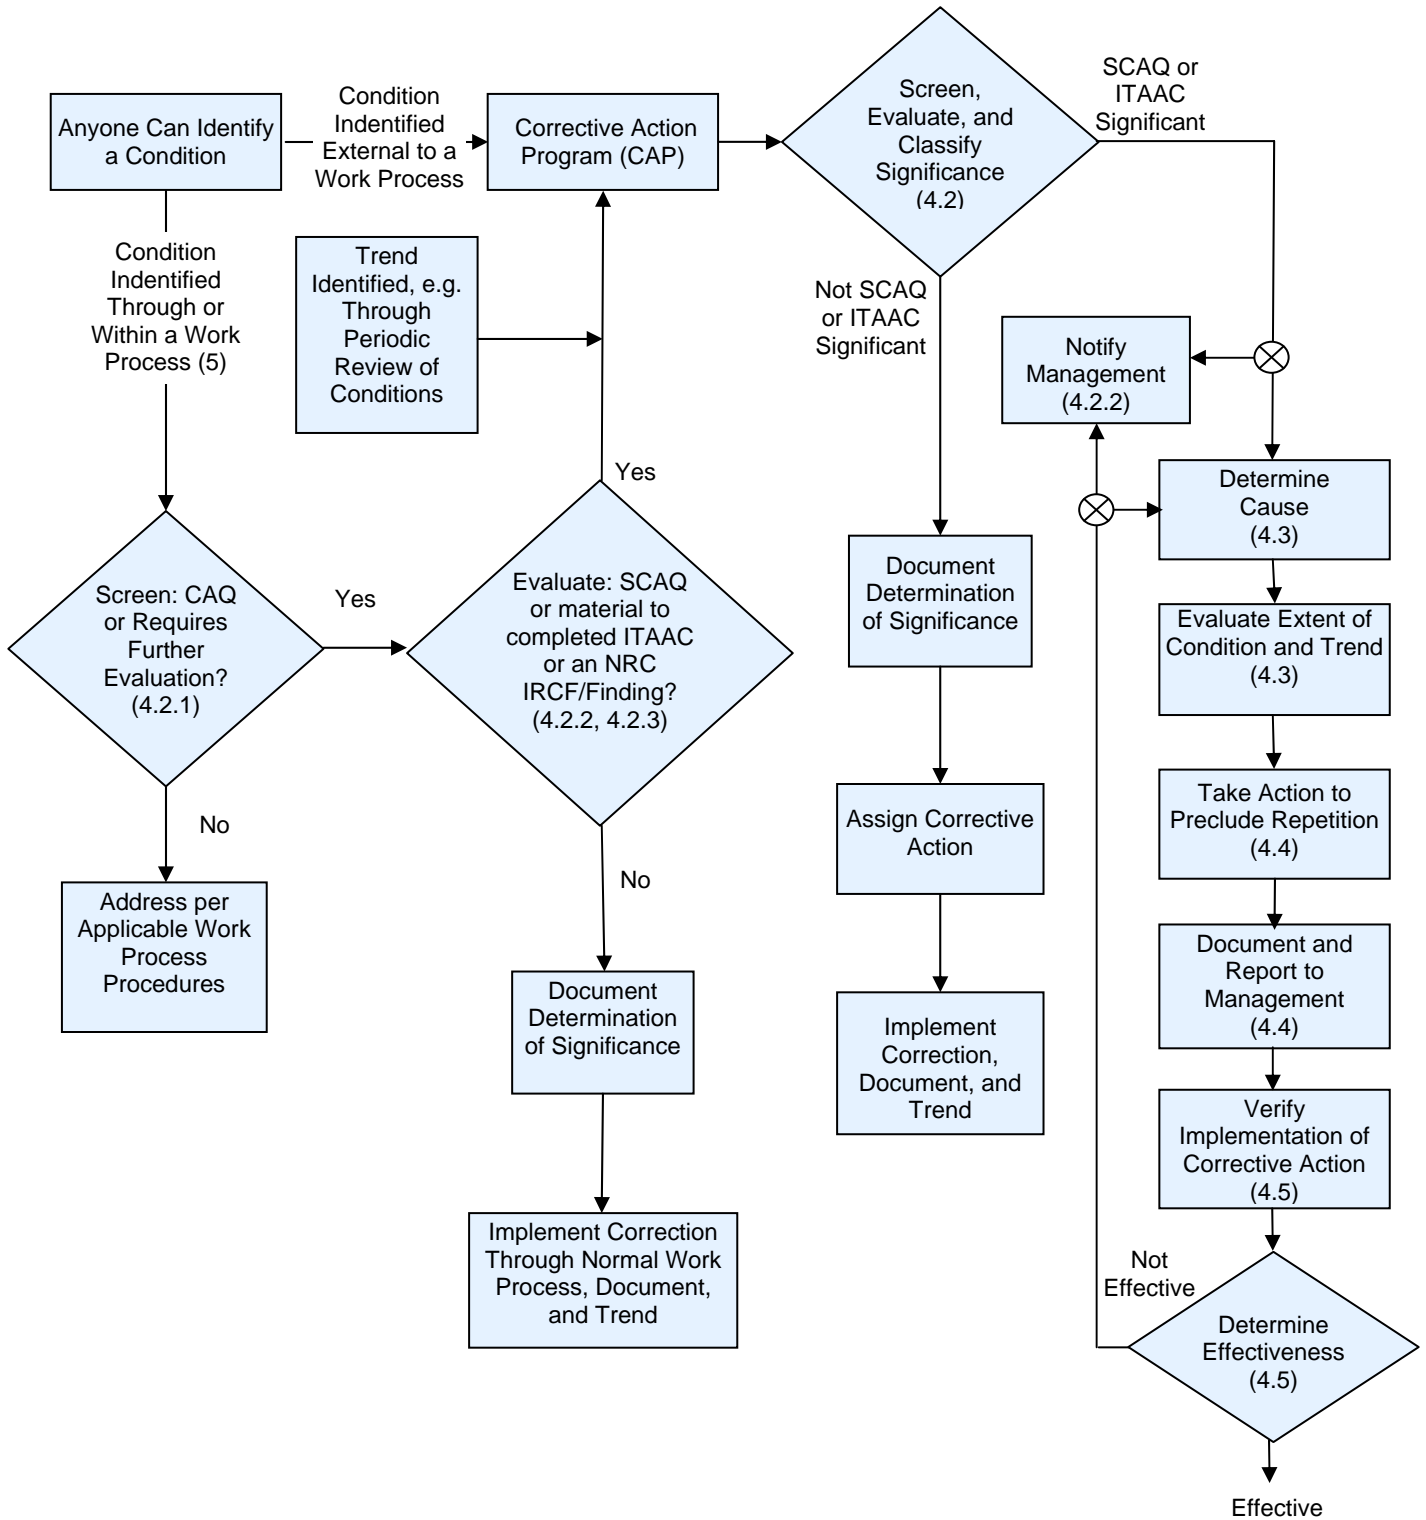 Anyone Can Identify
a Condition
Condition
Indentified
External to a
Work Process
Corrective Action
Program (CAP)
Screen,
Evaluate, and
Classify
Significance
(4.2)
SCAQ or
ITAAC
Significant
Condition
Indentified
Through or
Within a Work
Process (5)
Trend
Identified, e.g.
Through
Periodic
Review of
Conditions
Not SCAQ
or ITAAC
Significant
Notify
Management
(4.2.2)
Determine
Cause
(4.3)
Yes
Screen: CAQ
or Requires
Further
Evaluation?
(4.2.1)
Yes
Evaluate: SCAQ
or material to
completed ITAAC
or an NRC
IRCF/Finding?
(4.2.2, 4.2.3)
Document
Determination
of Significance
Evaluate Extent of
Condition and Trend
(4.3)
No
Address per
Applicable Work
Process
Procedures
No
Document
Determination
of Significance
Implement Correction
Through Normal Work
Process, Document,
and Trend
Assign Corrective
Action
Implement
Correction,
Document, and
Trend
Take Action to
Preclude Repetition
(4.4)
Document and
Report to
Management
(4.4)
Verify
Implementation of
Corrective Action
(4.5)
Not
Effective
Determine
Effectiveness
(4.5)
Effective